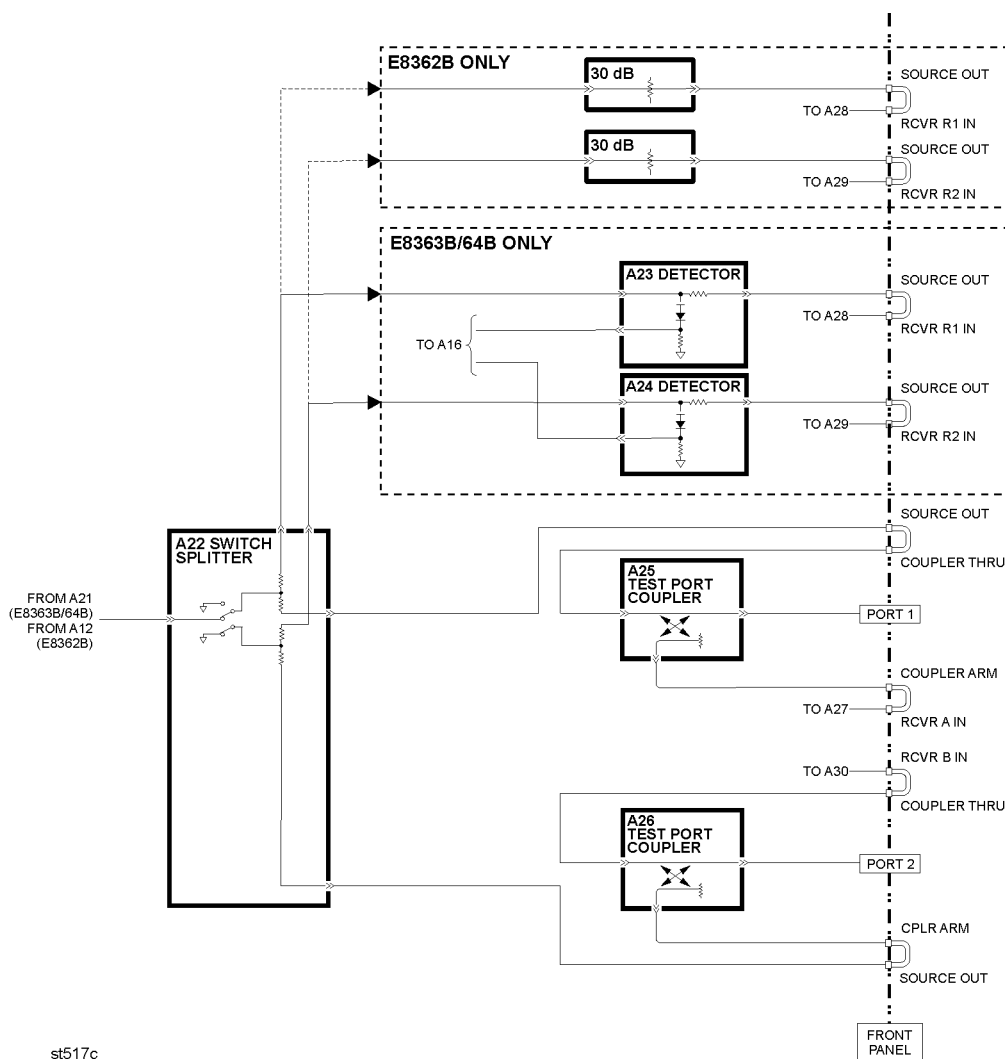 E8362B ONLY
30 dB
SOURCE OUT
TO A28
RCVR R1 IN
30 dB
SOURCE OUT
TO A29
RCVR R2 IN
E8363B/64B ONLY
A23 DETECTOR
SOURCE OUT
TO A28
RCVR R1 IN
TO A16
A24 DETECTOR
SOURCE OUT
TO A29
RCVR R2 IN
A22 SWITCH
SPLITTER
SOURCE OUT
COUPLER THRU
A25
TEST PORT
COUPLER
FROM A21
(E8363B/64B)
FROM A12
(E8362B)
PORT 1
COUPLER ARM
TO A27
RCVR A IN
RCVR B IN
TO A30
COUPLER THRU
A26
TEST PORT
COUPLER
PORT 2
CPLR ARM
SOURCE OUT
FRONT
PANEL
st517c